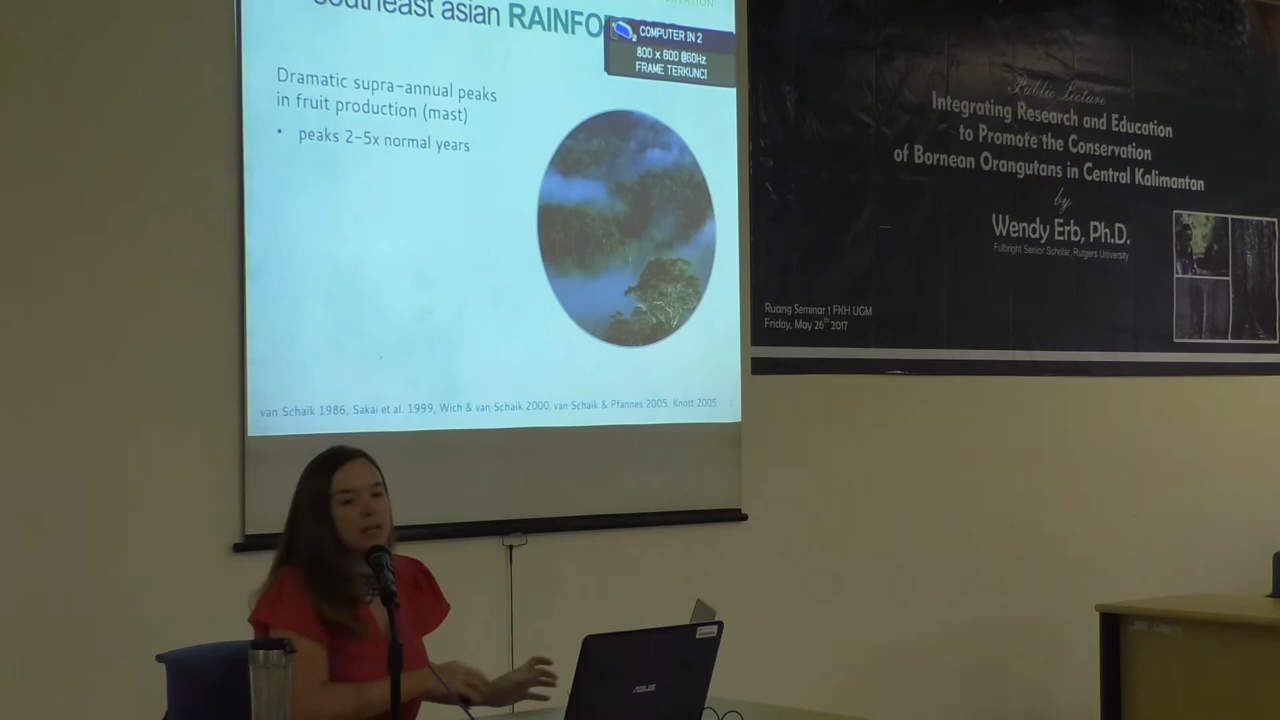 southeast asian RAINFO
COMPUTER IN 2
800 x 600 @60Hz
FRAME TERKUNCI
Dramatic supra-annual peaks
in fruit production (mast)
• peaks 2-5x normal years
van Schaik 1986, Sakai et al. 1999, Wich & van Schaik 2000, van Schaik & Pfannes 2005, Knott 2005
Public Lecture
Integrating Research and Education
to Promote the Conservation
of Bornean Orangutans in Central Kalimantan
by
Wendy Erb, Ph.D.
Fulbright Senior Scholar, Rutgers University
Ruang Seminar 1 FKH UGM
Friday, May 26th 2017
ASUS